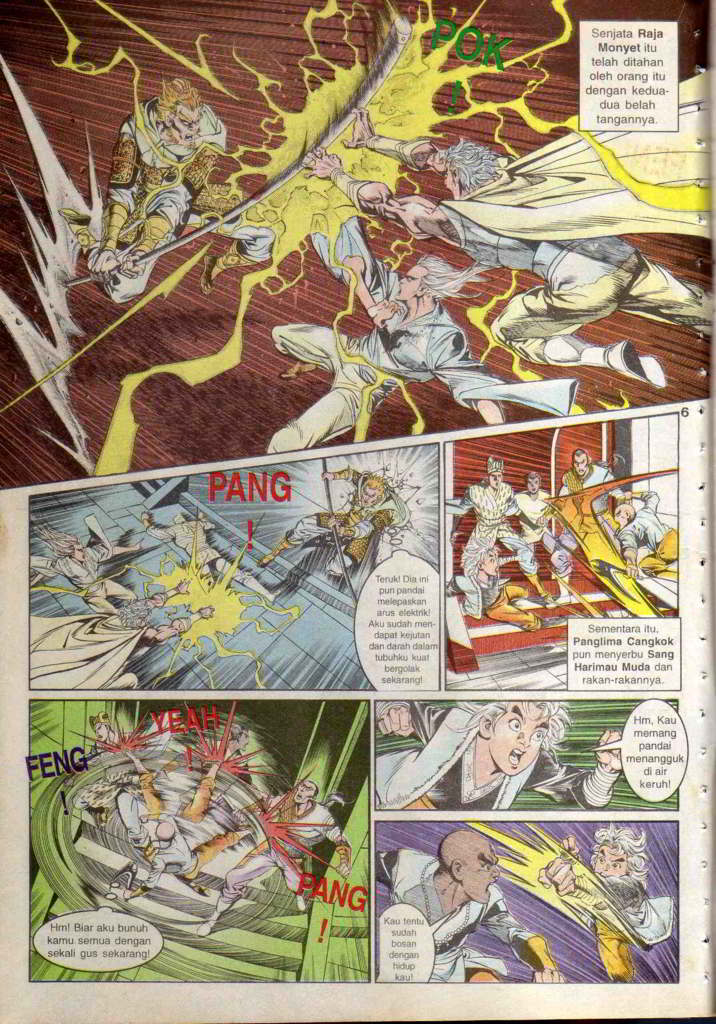 POK
!
Senjata Raja
Monyet itu
telah ditahan
oleh orang itu
dengan kedua-
dua belah
tangannya.
6
PANG
!
Teruk! Dia ini
pun pandai
melepaskan
arus elektrik!
Aku sudah men-
dapat kejutan
dan darah dalam
tubuhku kuat
bergolak
sekarang!
Sementara itu,
Panglima Cangkok
pun menyerbu Sang
Harimau Muda dan
rakan-rakannya.
FENG
!
YEAH
!
PANG
!
Hm! Biar aku bunuh
kamu semua dengan
sekali gus sekarang!
Hm, Kau
memang
pandai
menangguk
di air
keruh!
Kau tentu
sudah
bosan
dengan
hidup
kau!